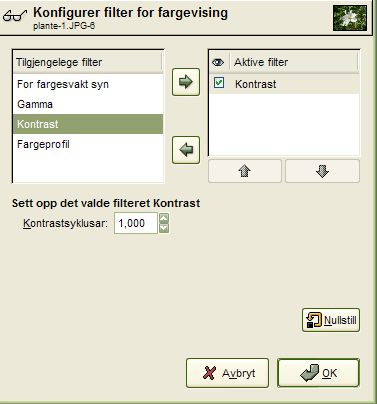 Konfigurer filter for fargevising
plante-1.JPG-6
Tilgjengelege filter
For fargesvakt syn
Gamma
Kontrast
Fargeprofil
Aktive filter
Kontrast
Sett opp det valde filteret Kontrast
Kontrastsyklusar: 1,000
Nullstill
Avbryt
OK